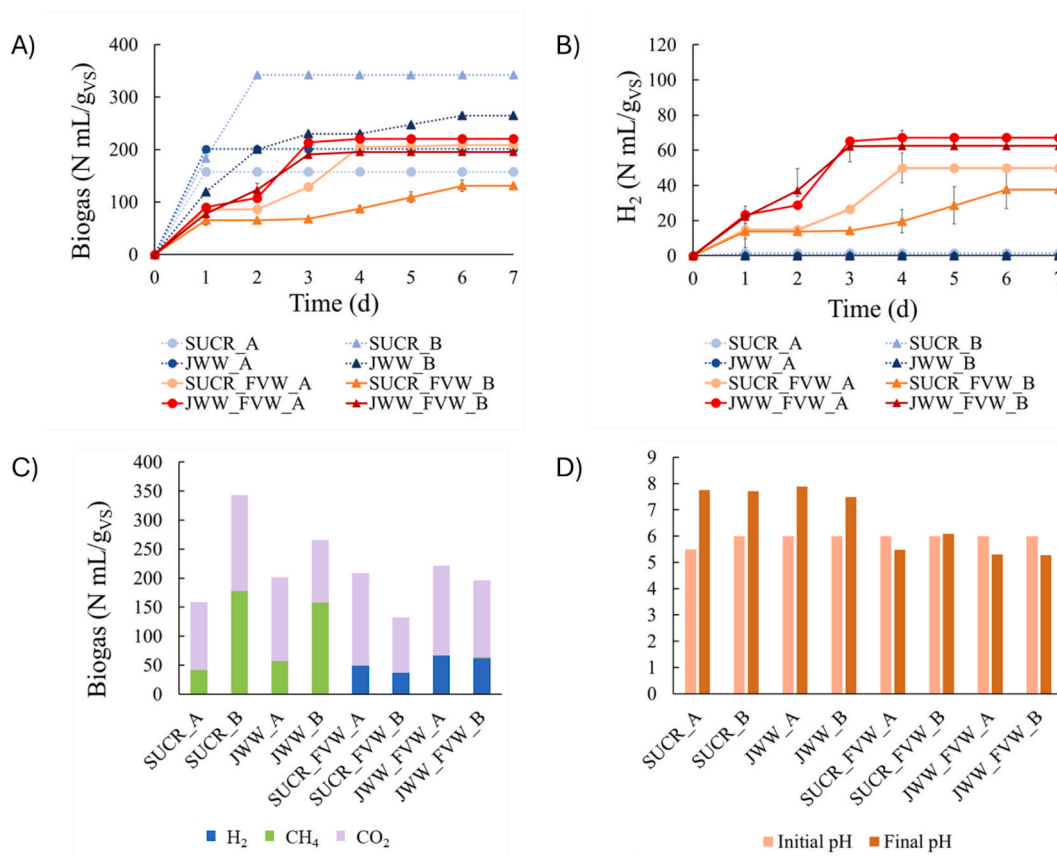 A)
Biogas (N mL/gVS)
400
300
200
100
0
0 1 2 3 4 5 6 7
Time (d)
SUCR_A SUCR_B
JWW_A JWW_B
SUCR_FVW_A SUCR_FVW_B
JWW_FVW_A JWW_FVW_B
B)
H2 (N mL/gVS)
120
100
80
60
40
20
0
0 1 2 3 4 5 6 7
Time (d)
SUCR_A SUCR_B
JWW_A JWW_B
SUCR_FVW_A SUCR_FVW_B
JWW_FVW_A JWW_FVW_B
C)
Biogas (N mL/gVS)
400
350
300
250
200
150
100
50
0
SUCR_A SUCR_B JWW_A JWW_B SUCR_FVW_A SUCR_FVW_B JWW_FVW_A JWW_FVW_B
H2 CH4 CO2
D)
9
8
7
6
5
4
3
2
1
0
SUCR_A SUCR_B JWW_A JWW_B SUCR_FVW_A SUCR_FVW_B JWW_FVW_A JWW_FVW_B
Initial pH Final pH